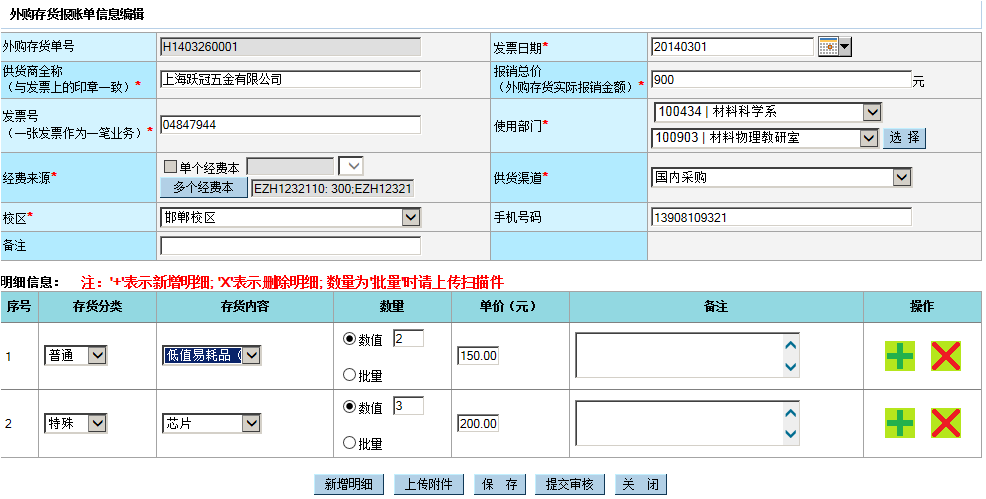 外购存货报账单信息编辑
外购存货单号 H1403260001 发票日期* 20140301
供货商全称 （与发票上的印章一致）* 上海跃冠五金有限公司 报销总价 （外购存货实际报销金额）* 900 元
发票号 （一张发票作为一笔业务）* 04847944 使用部门* 100434 | 材料科学系
100903 | 材料物理教研室 选 择
经费来源* 单个经费本 供货渠道* 国内采购
多个经费本 EZH1232110: 300;EZH12321
校区* 邯郸校区 手机号码 13908109321
备注
明细信息： 注：'+'表示新增明细; 'X'表示删除明细; 数量为'批量'时请上传扫描件
序号 存货分类 存货内容 数量 单价（元） 备注 操作
1 普通 低值易耗品（ 数值 2 150.00
批量
2 特殊 芯片 数值 3 200.00
批量
新增明细 上传附件 保 存 提交审核 关 闭